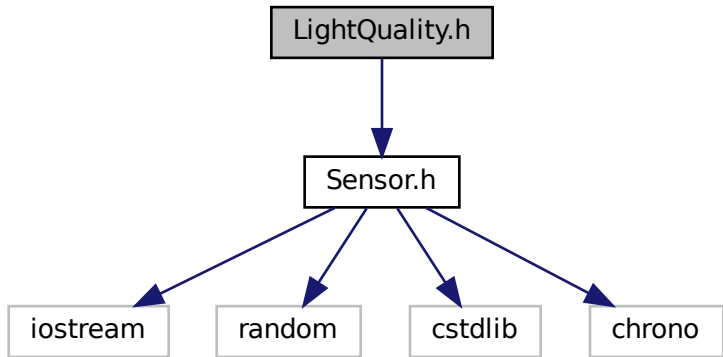 LightQuality.h
Sensor.h
iostream
random
cstdlib
chrono